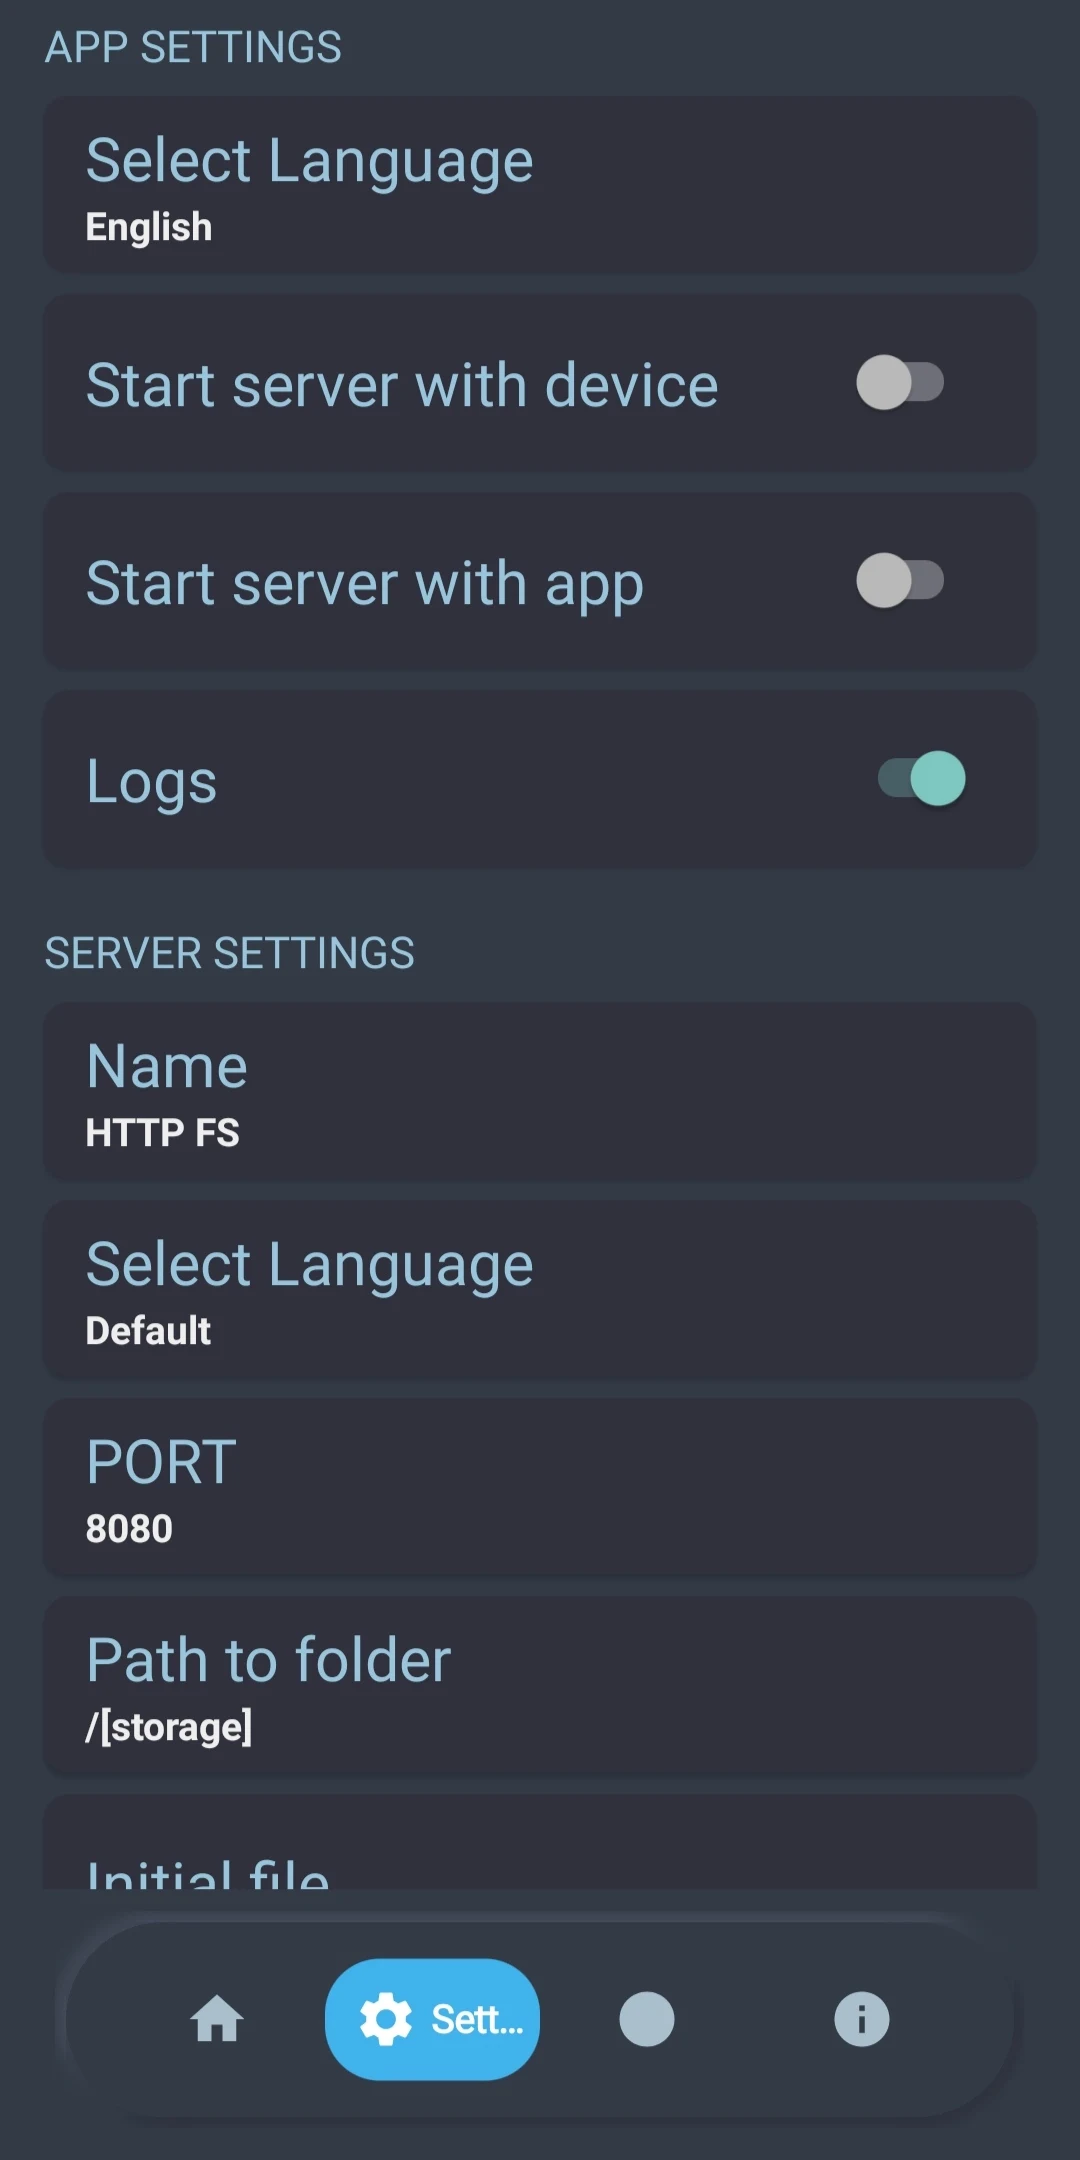 APP SETTINGS
Select Language
English
Start server with device
Start server with app
Logs
SERVER SETTINGS
Name
HTTP FS
Select Language
Default
PORT
8080
Path to folder
/[storage]
Initial file
Sett...